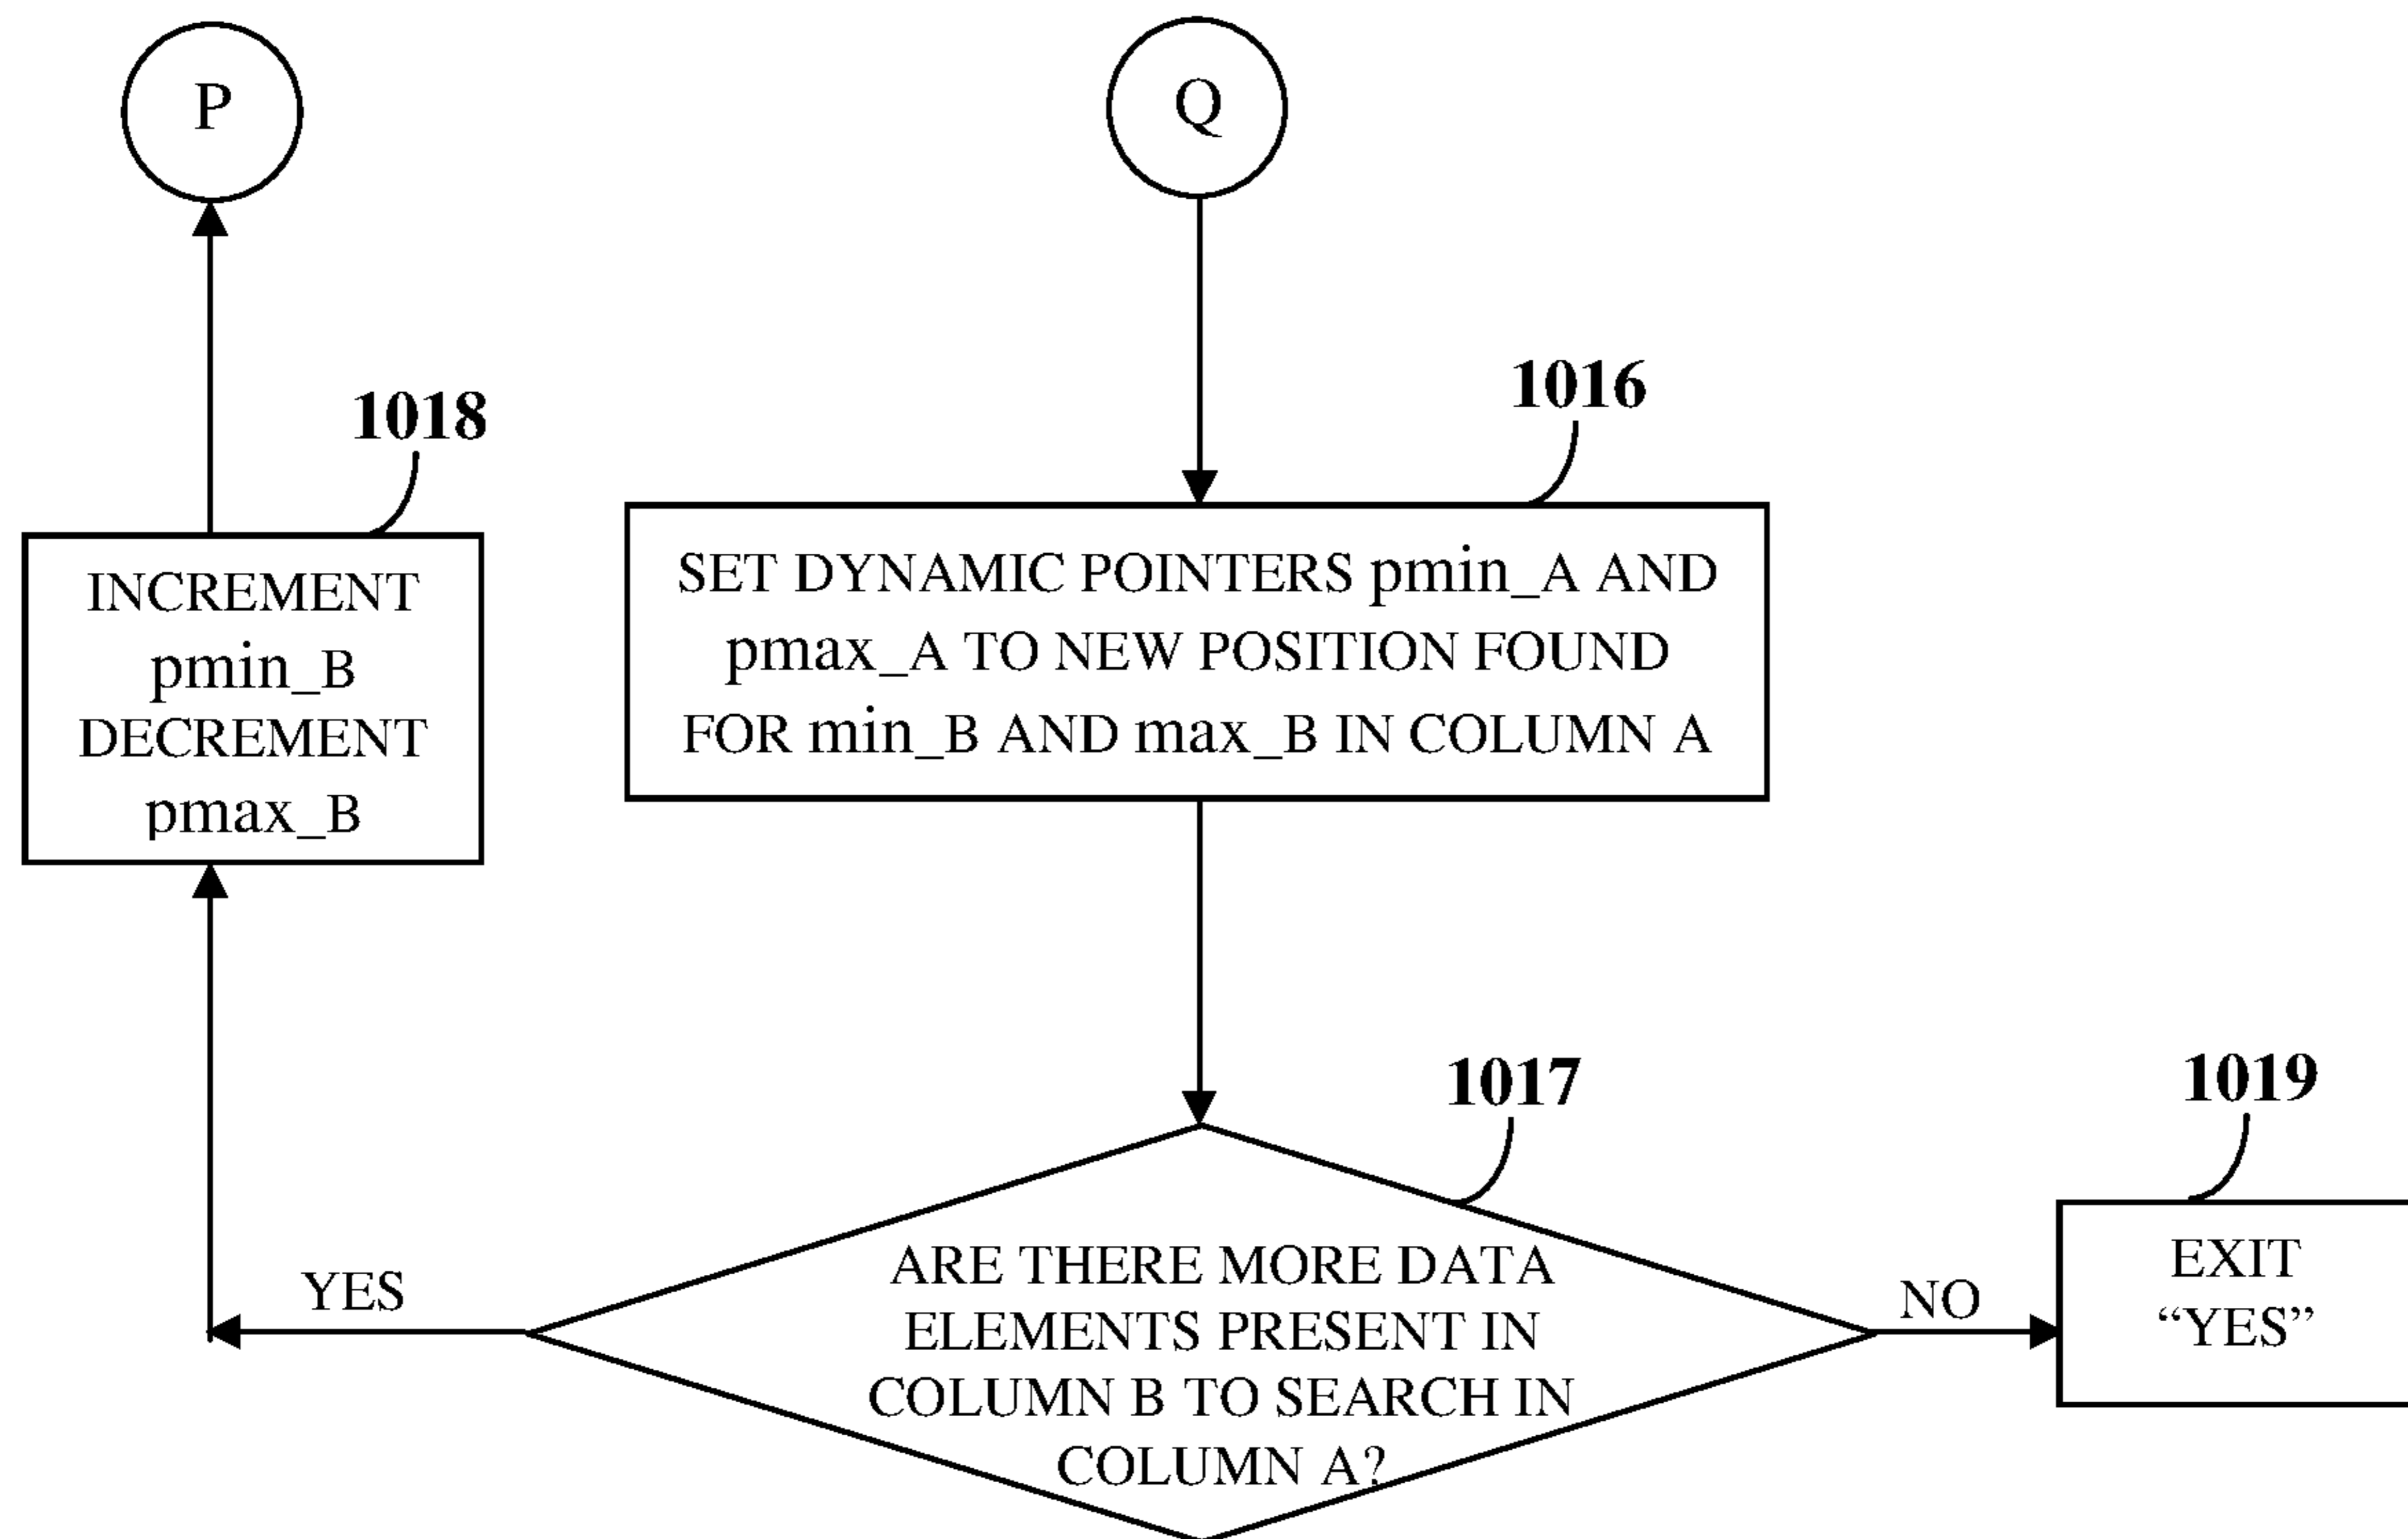 P
Q
1018
1016
INCREMENT
pmin_B
DECREMENT
pmax_B
SET DYNAMIC POINTERS pmin_A AND
pmax_A TO NEW POSITION FOUND
FOR min_B AND max_B IN COLUMN A
1017
1019
YES
ARE THERE MORE DATA
ELEMENTS PRESENT IN
COLUMN B TO SEARCH IN
COLUMN A?
NO
EXIT
“YES”